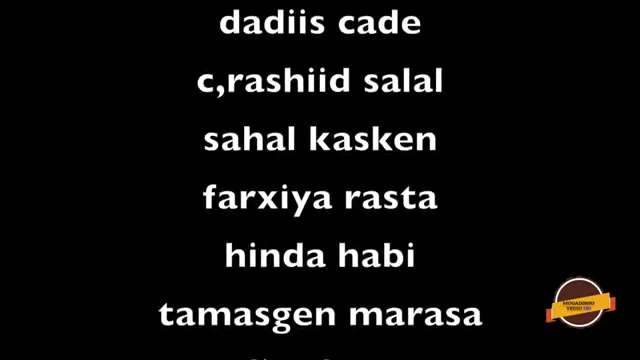 dadiis cade
c,rashiid salal
sahal kasken
farxiya rasta
hinda habi
tamasgen marasa
MOGADISHU